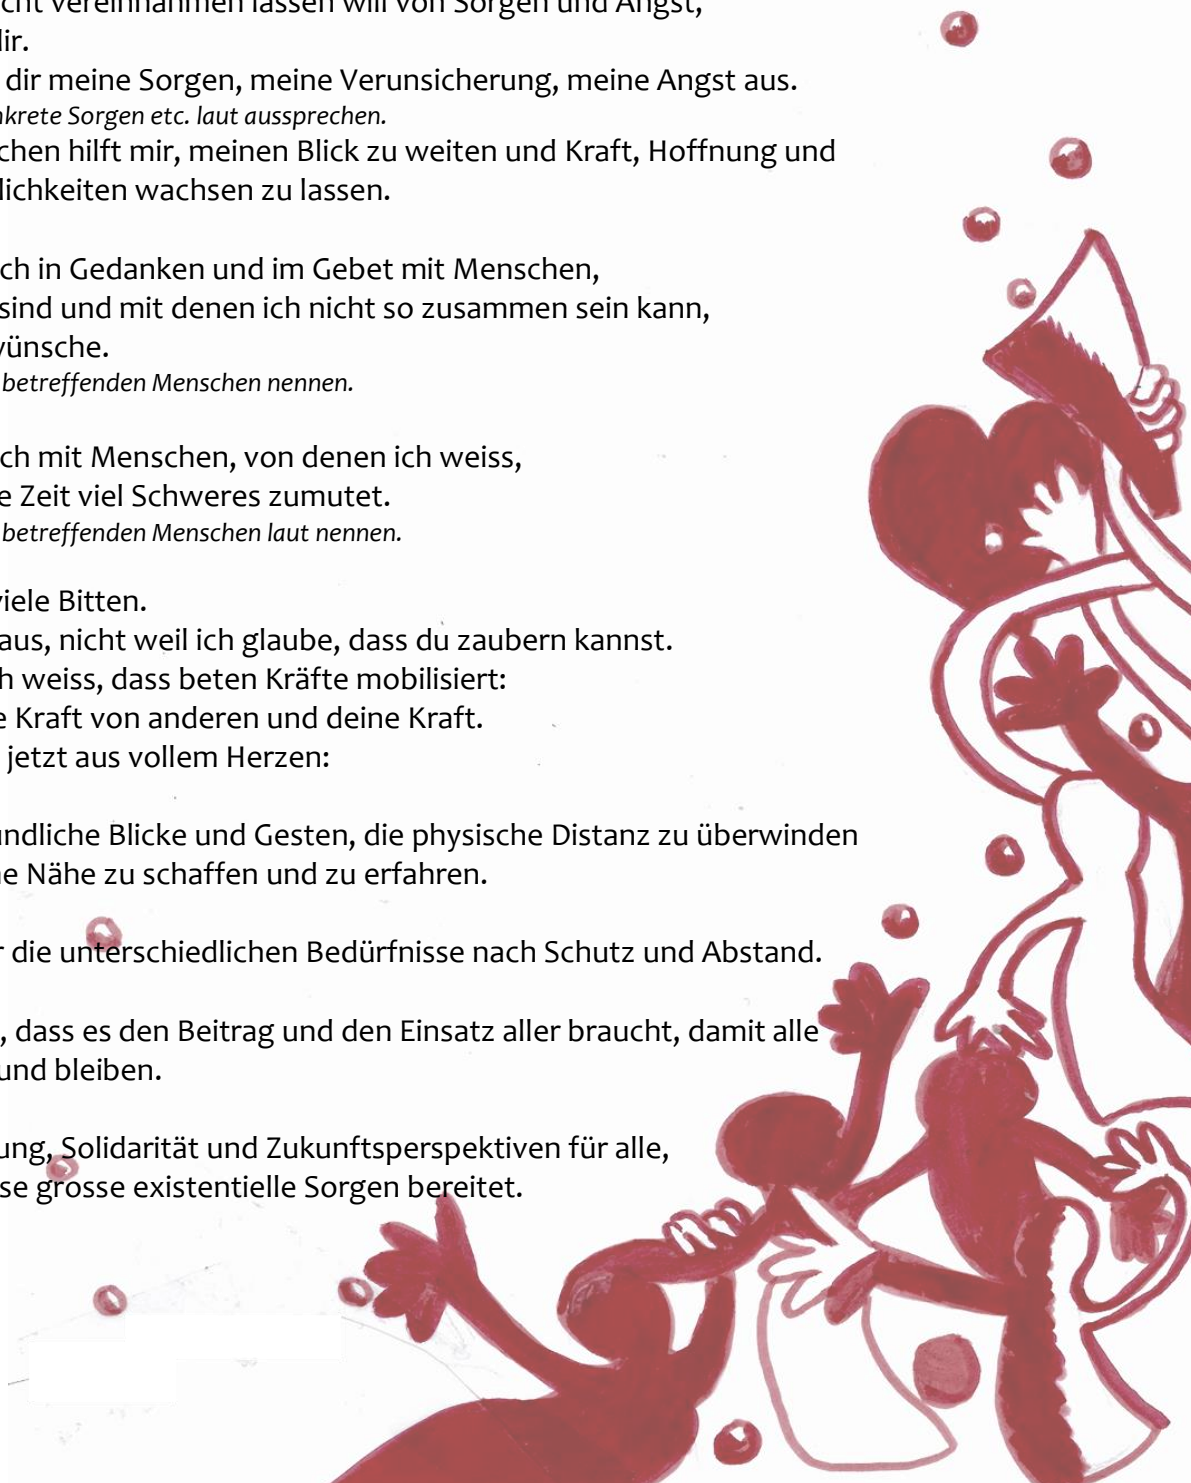 cht vereinnahmen lassen will von Sorgen und Angst,
dir.
dir meine Sorgen, meine Verunsicherung, meine Angst aus.
nkrete Sorgen etc. laut aussprechen.
chen hilft mir, meinen Blick zu weiten und Kraft, Hoffnung und
lichkeiten wachsen zu lassen.
ch in Gedanken und im Gebet mit Menschen,
sind und mit denen ich nicht so zusammen sein kann,
wünsche.
betreffenden Menschen nennen.
ch mit Menschen, von denen ich weiss,
e Zeit viel Schweres zumutet.
betreffenden Menschen laut nennen.
viele Bitten.
aus, nicht weil ich glaube, dass du zaubern kannst.
h weiss, dass beten Kräfte mobilisiert:
e Kraft von anderen und deine Kraft.
jetzt aus vollem Herzen:
undliche Blicke und Gesten, die physische Distanz zu überwinden
ne Nähe zu schaffen und zu erfahren.
r die unterschiedlichen Bedürfnisse nach Schutz und Abstand.
, dass es den Beitrag und den Einsatz aller braucht, damit alle
und bleiben.
ung, Solidarität und Zukunftsperspektiven für alle,
se grosse existentielle Sorgen bereitet.